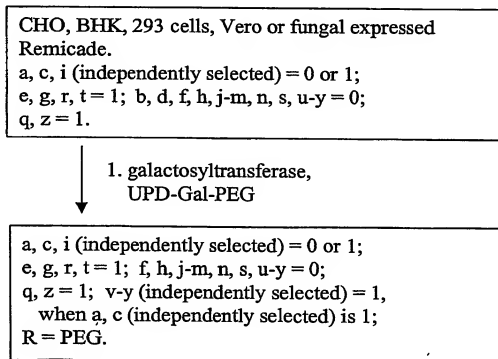 CHO, BHK, 293 cells, Vero or fungal expressed
Remicade.
a, c, i (independently selected) = 0 or 1;
e, g, r, t = 1; b, d, f, h, j-m, n, s, u-y = 0;
q, z = 1.
1. galactosyltransferase,
UPD-Gal-PEG
a, c, i (independently selected) = 0 or 1;
e, g, r, t = 1; f, h, j-m, n, s, u-y = 0;
q, z = 1; v-y (independently selected) = 1,
when a, c (independently selected) is 1;
R = PEG.